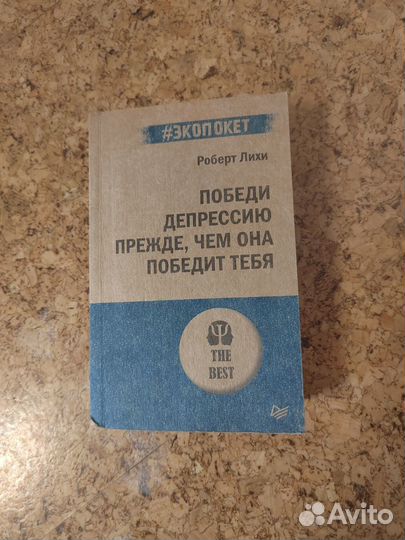 #ЭКОПОКЕТ
Роберт Лихи
ПОБЕДИ
ДЕПРЕССИЮ
ПРЕЖДЕ, ЧЕМ ОНА
ПОБЕДИТ ТЕБЯ
THE
BEST
Avito